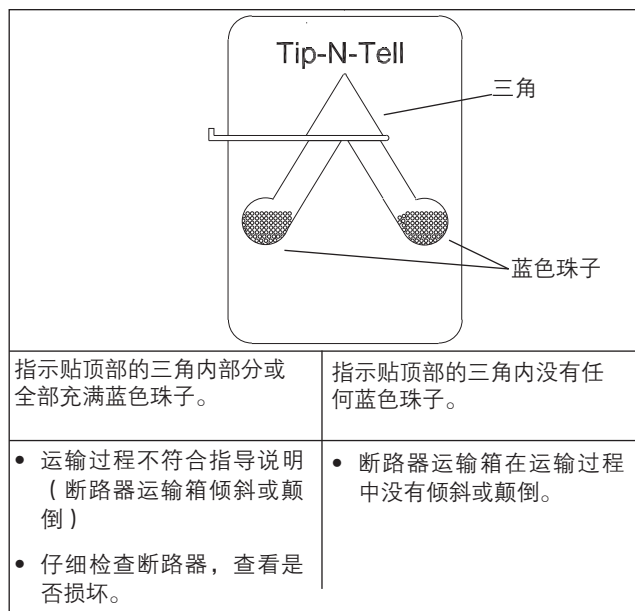 Tip-N-Tell
三角
蓝色珠子
指示贴顶部的三角内部分或
全部充满蓝色珠子。
指示贴顶部的三角内没有任
何蓝色珠子。
• 运输过程不符合指导说明
（断路器运输箱倾斜或颠
倒）
• 仔细检查断路器，查看是
否损坏。
• 断路器运输箱在运输过程
中没有倾斜或颠倒。